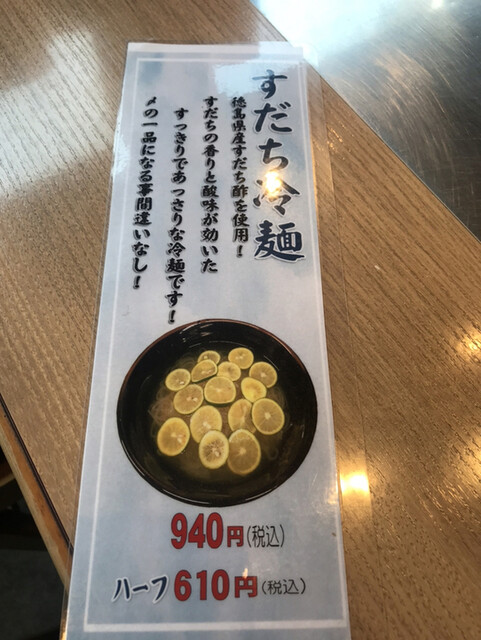 すだち冷麺
徳島県産すだち酢を使用！
すだちの香りと酸味が効いた
すっきりであっさりな冷麺です！
〆の一品になる事間違いなし！
940円(税込)
ハーフ610円(税込)